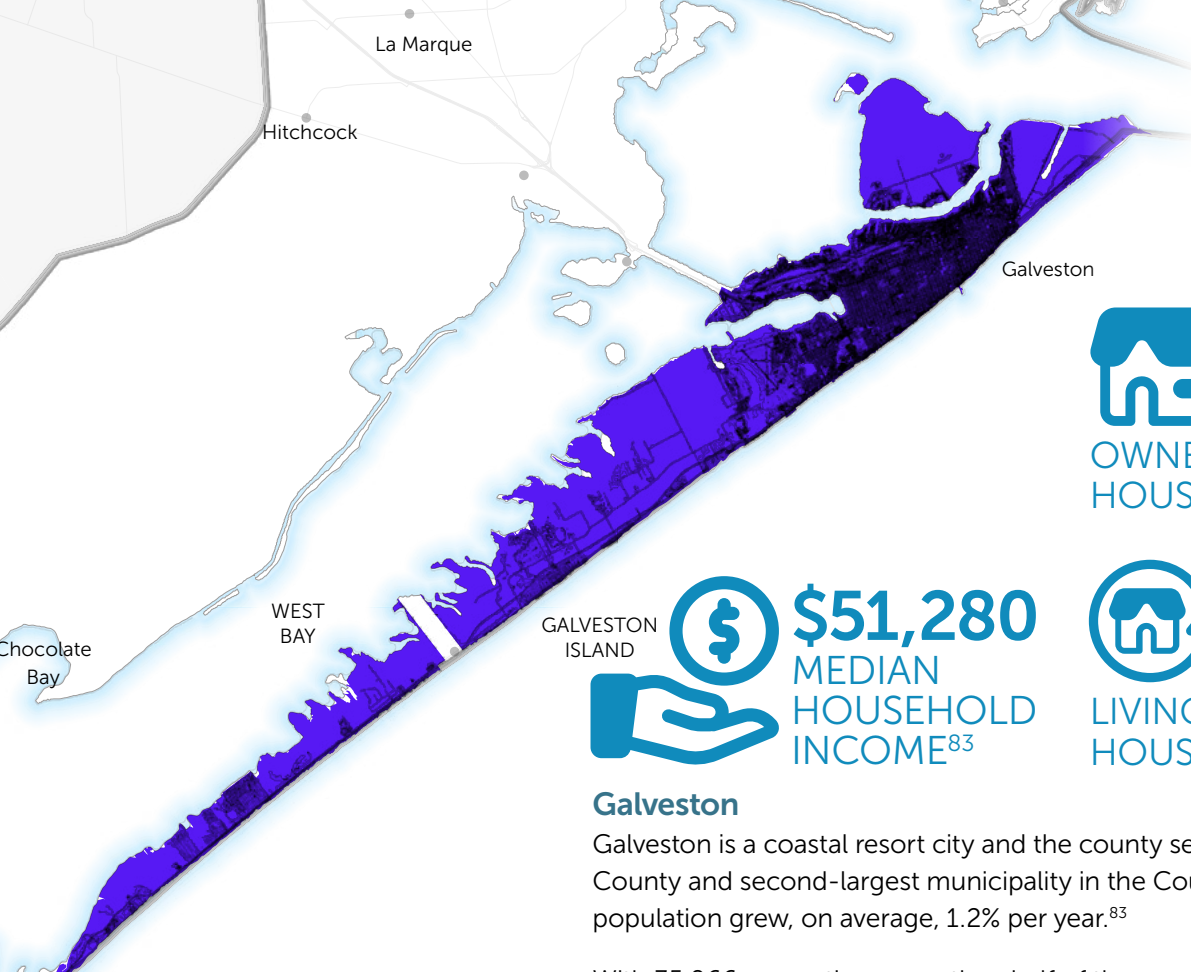 La Marque
Hitchcock
Galveston
OWNE
HOUS
WEST
BAY
Chocolate
Bay
GALVESTON
ISLAND
$
$51,280
MEDIAN
HOUSEHOLD
INCOME83
LIVING
HOUS
Galveston
Galveston is a coastal resort city and the county se
County and second-largest municipality in the Cou
population grew, on average, 1.2% per year.83